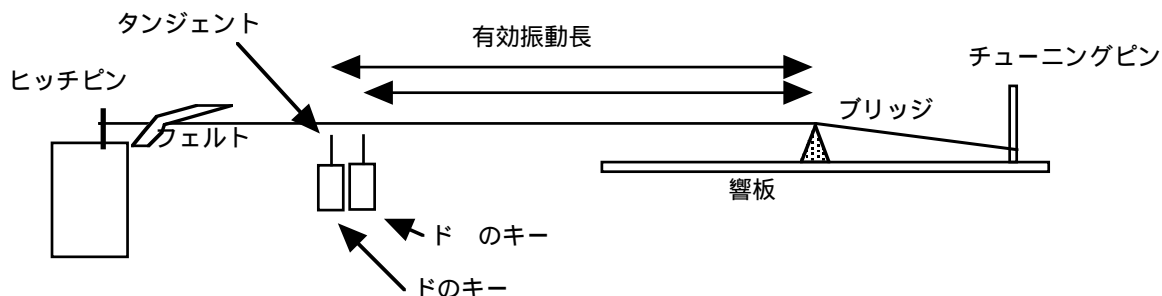 タンジェント
有効振動長
チューニングピン
ヒッチピン
ブリッジ
フェルト
響板
ド のキー
ドのキー